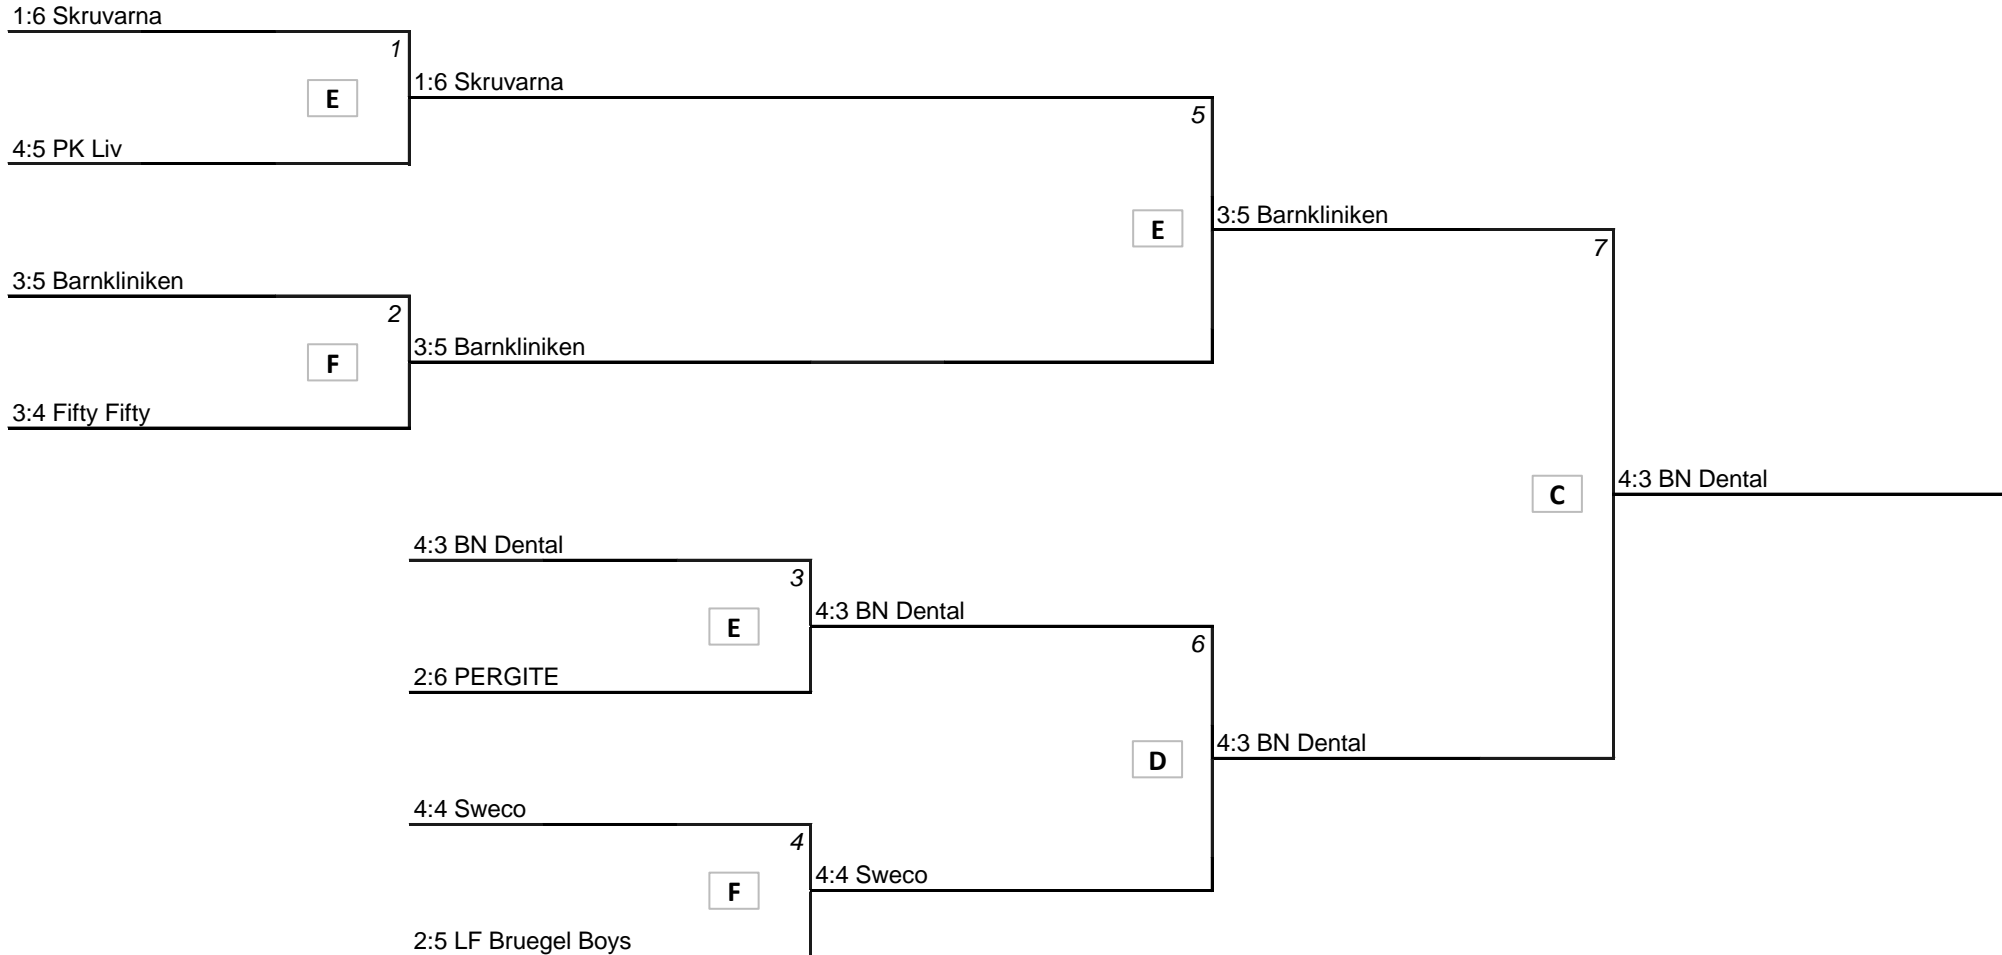 1:6 Skruvarna
1
1:6 Skruvarna
E
5
4:5 PK Liv
3:5 Barnkliniken
E
7
3:5 Barnkliniken
2
3:5 Barnkliniken
F
3:4 Fifty Fifty
4:3 BN Dental
C
4:3 BN Dental
3
4:3 BN Dental
E
6
2:6 PERGITE
4:3 BN Dental
D
4:4 Sweco
4
4:4 Sweco
F
2:5 LF Bruegel Boys